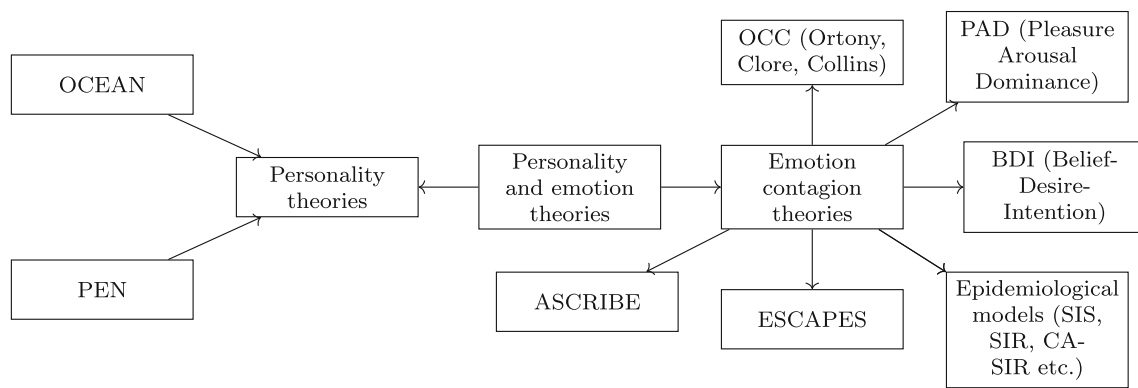 OCC (Ortony,
Clore, Collins)
PAD (Pleasure
Arousal
Dominance)
OCEAN
Personality
theories
Personality
and emotion
theories
Emotion
contagion
theories
BDI (Belief-
Desire-
Intention)
PEN
ASCRIBE
ESCAPES
Epidemiological
models (SIS,
SIR, CA-
SIR etc.)